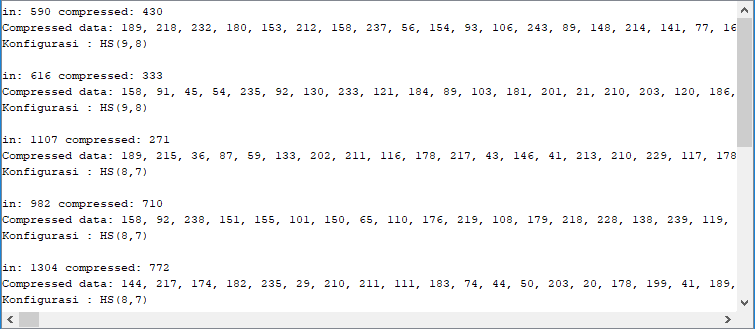 in: 590 compressed: 430
Compressed data: 189, 218, 232, 180, 153, 212, 158, 237, 56, 154, 93, 106, 243, 89, 148, 214, 141, 77, 16
Konfigurasi : HS(9,8)
in: 616 compressed: 333
Compressed data: 158, 91, 45, 54, 235, 92, 130, 233, 121, 184, 89, 103, 181, 201, 21, 210, 203, 120, 186,
Konfigurasi : HS(9,8)
in: 1107 compressed: 271
Compressed data: 189, 215, 36, 87, 59, 133, 202, 211, 116, 178, 217, 43, 146, 41, 213, 210, 229, 117, 178
Konfigurasi : HS(8,7)
in: 982 compressed: 710
Compressed data: 158, 92, 238, 151, 155, 101, 150, 65, 110, 176, 219, 108, 179, 218, 228, 138, 239, 119,
Konfigurasi : HS(8,7)
in: 1304 compressed: 772
Compressed data: 144, 217, 174, 182, 235, 29, 210, 211, 111, 183, 74, 44, 50, 203, 20, 178, 199, 41, 189,
Konfigurasi : HS(8,7)